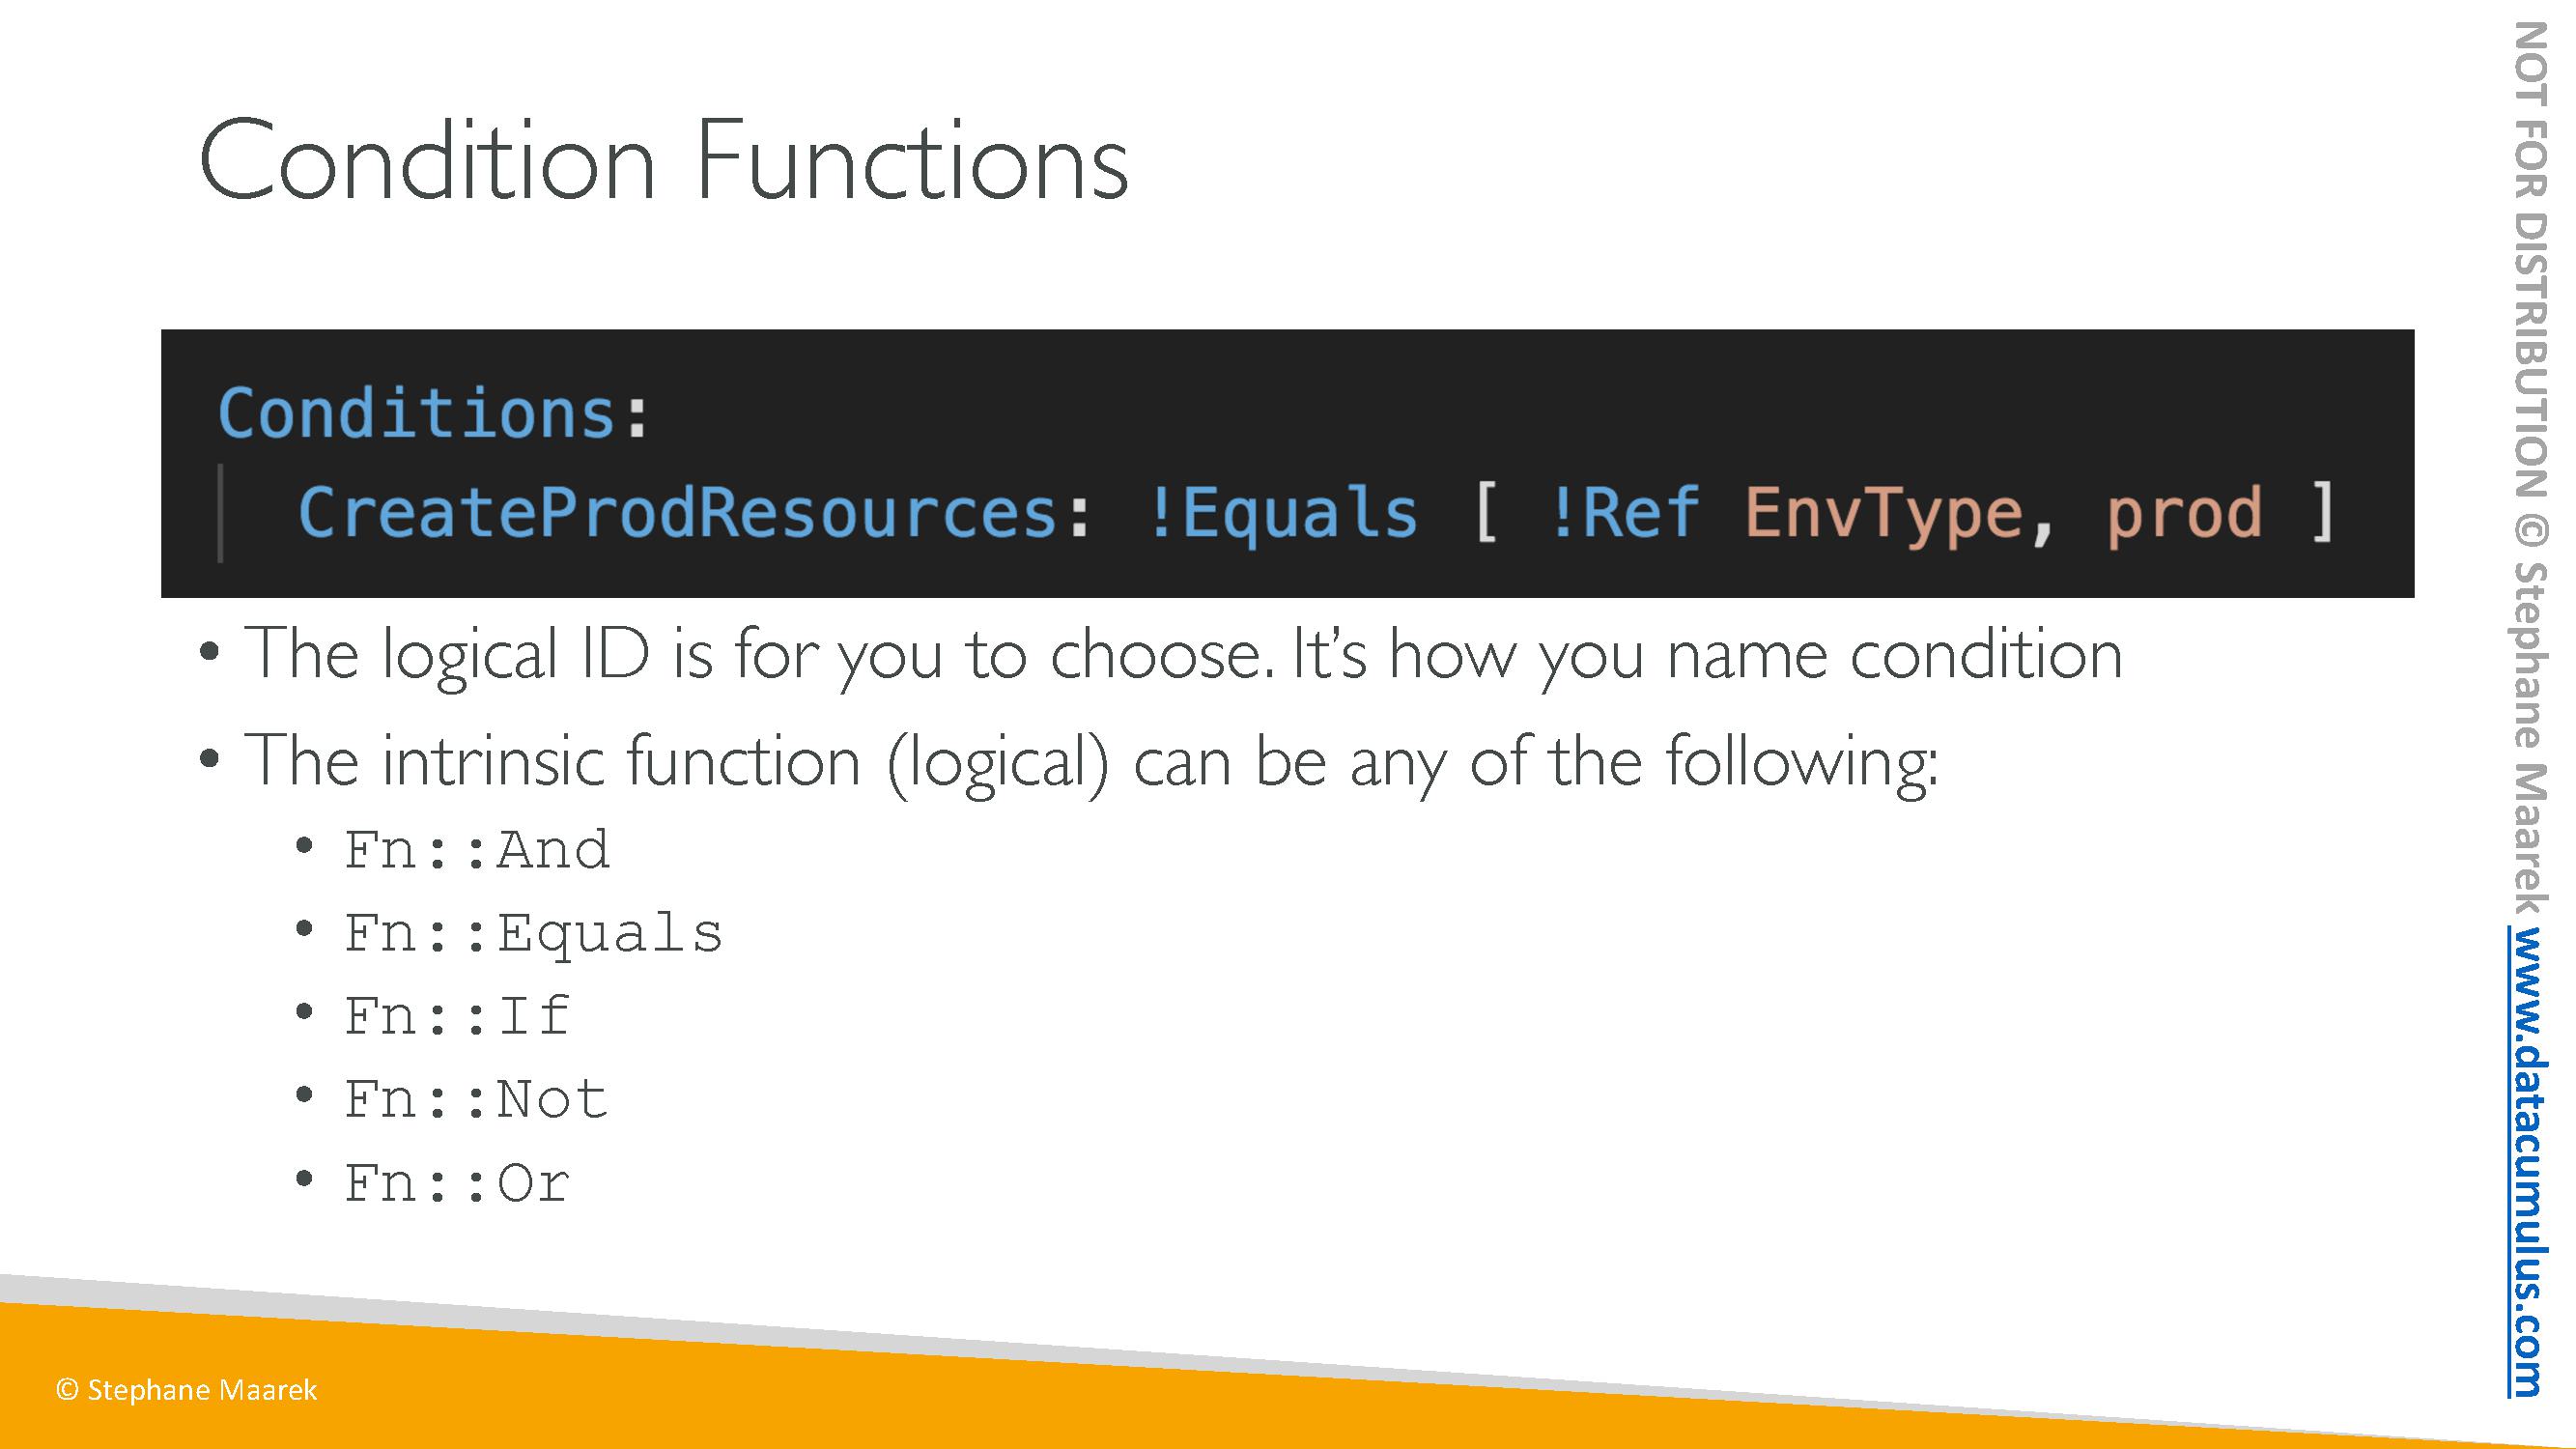 Condition Functions
Conditions:
CreateProdResources: !Equals [ !Ref EnvType, prod ]
• The logical ID is for you to choose. It’s how you name condition
• The intrinsic function (logical) can be any of the following:
• Fn::And
• Fn::Equals
• Fn::If
• Fn::Not
• Fn::Or
© Stephane Maarek
NOT FOR DISTRIBUTION © Stephane Maarek www.datacumulus.com